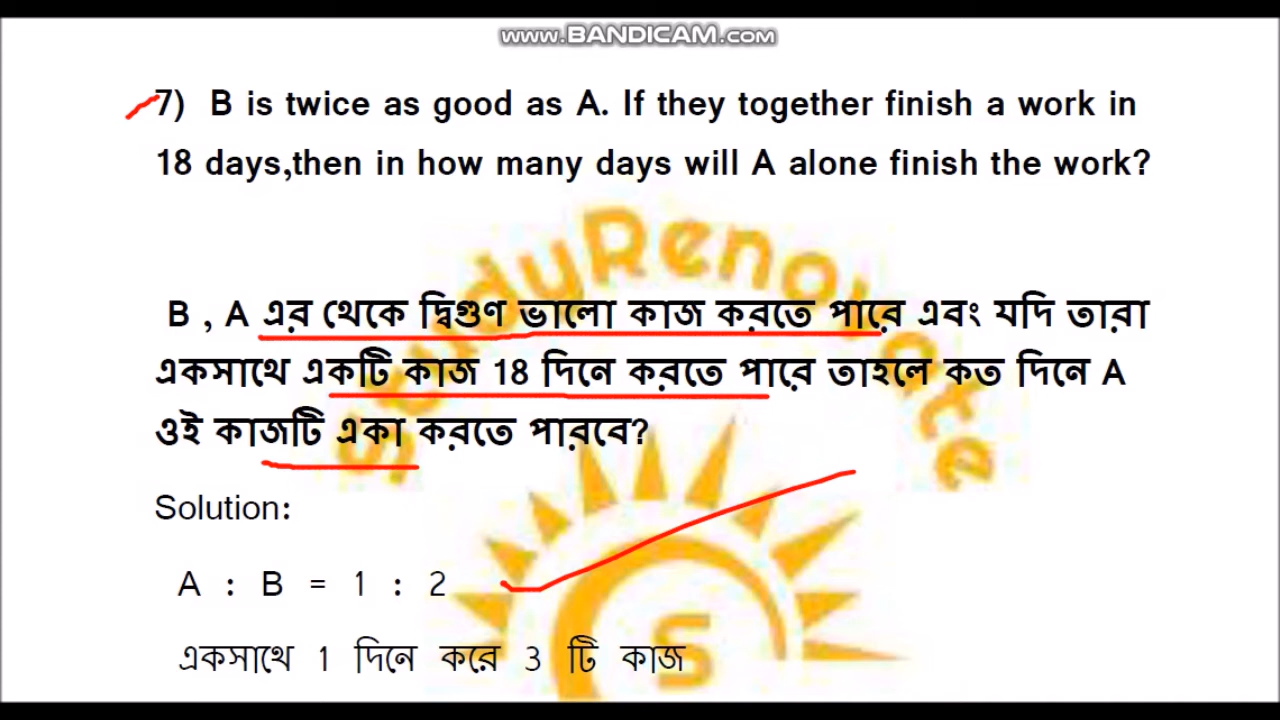 www.BANDICAM.com
7) B is twice as good as A. If they together finish a work in
18 days,then in how many days will A alone finish the work?
StudyRenovate
B , A এর থেকে দ্বিগুণ ভালো কাজ করতে পারে এবং যদি তারা
একসাথে একটি কাজ 18 দিনে করতে পারে তাহলে কত দিনে A
ওই কাজটি একা করতে পারবে?
Solution:
A : B = 1 : 2
একসাথে 1 দিনে করে 3 টি কাজ
S